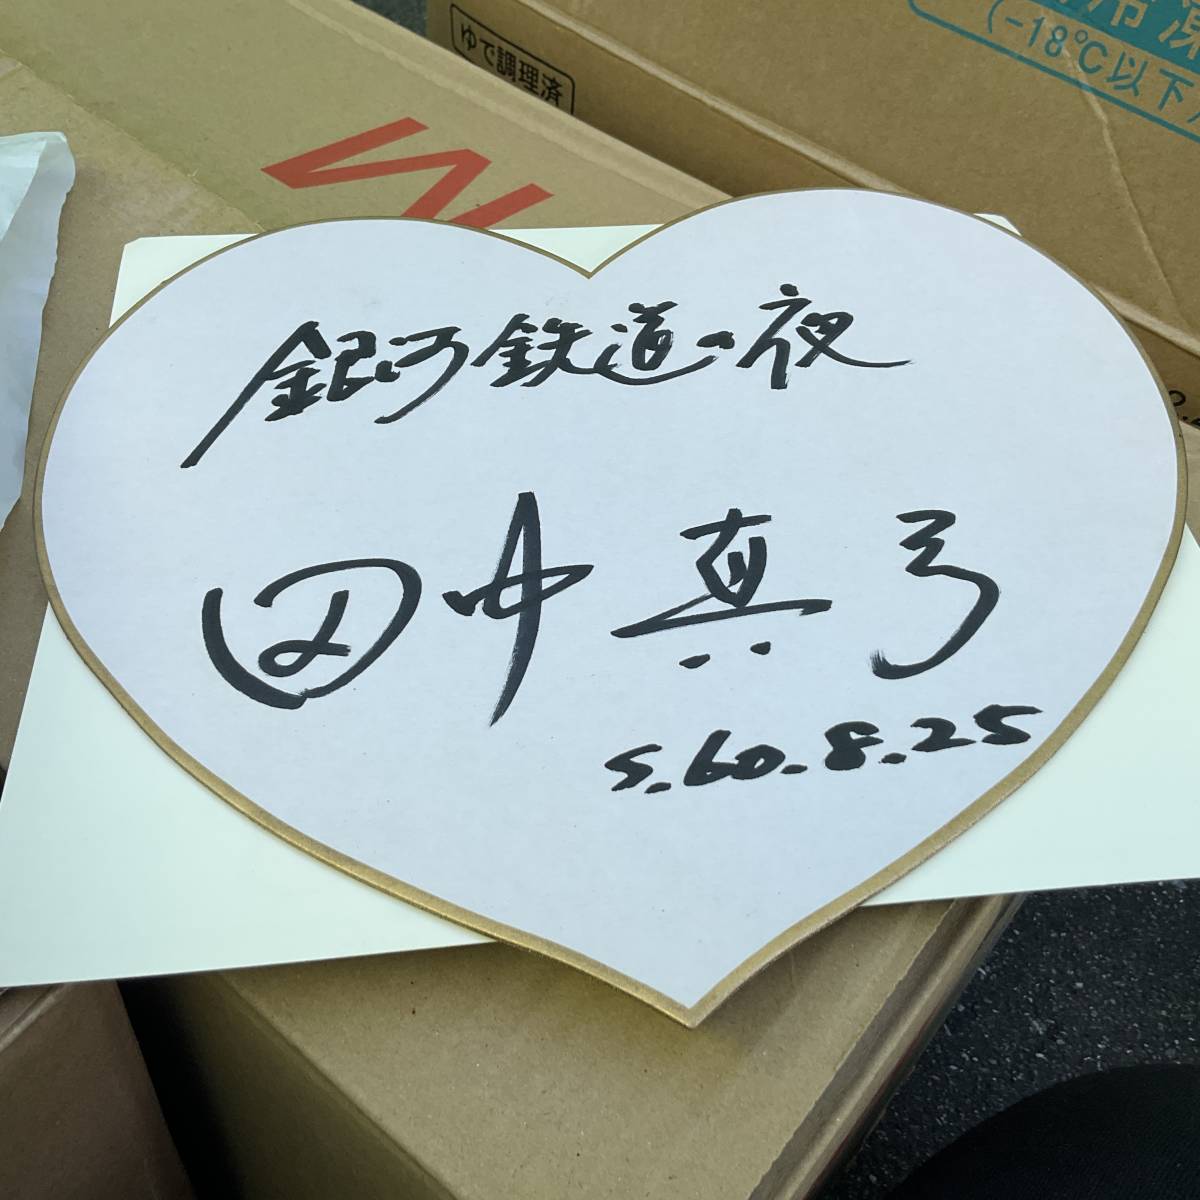 ゆで調理済
(-18℃以下)
M
銀河鉄道の夜
田中真弓
S.60.8.25